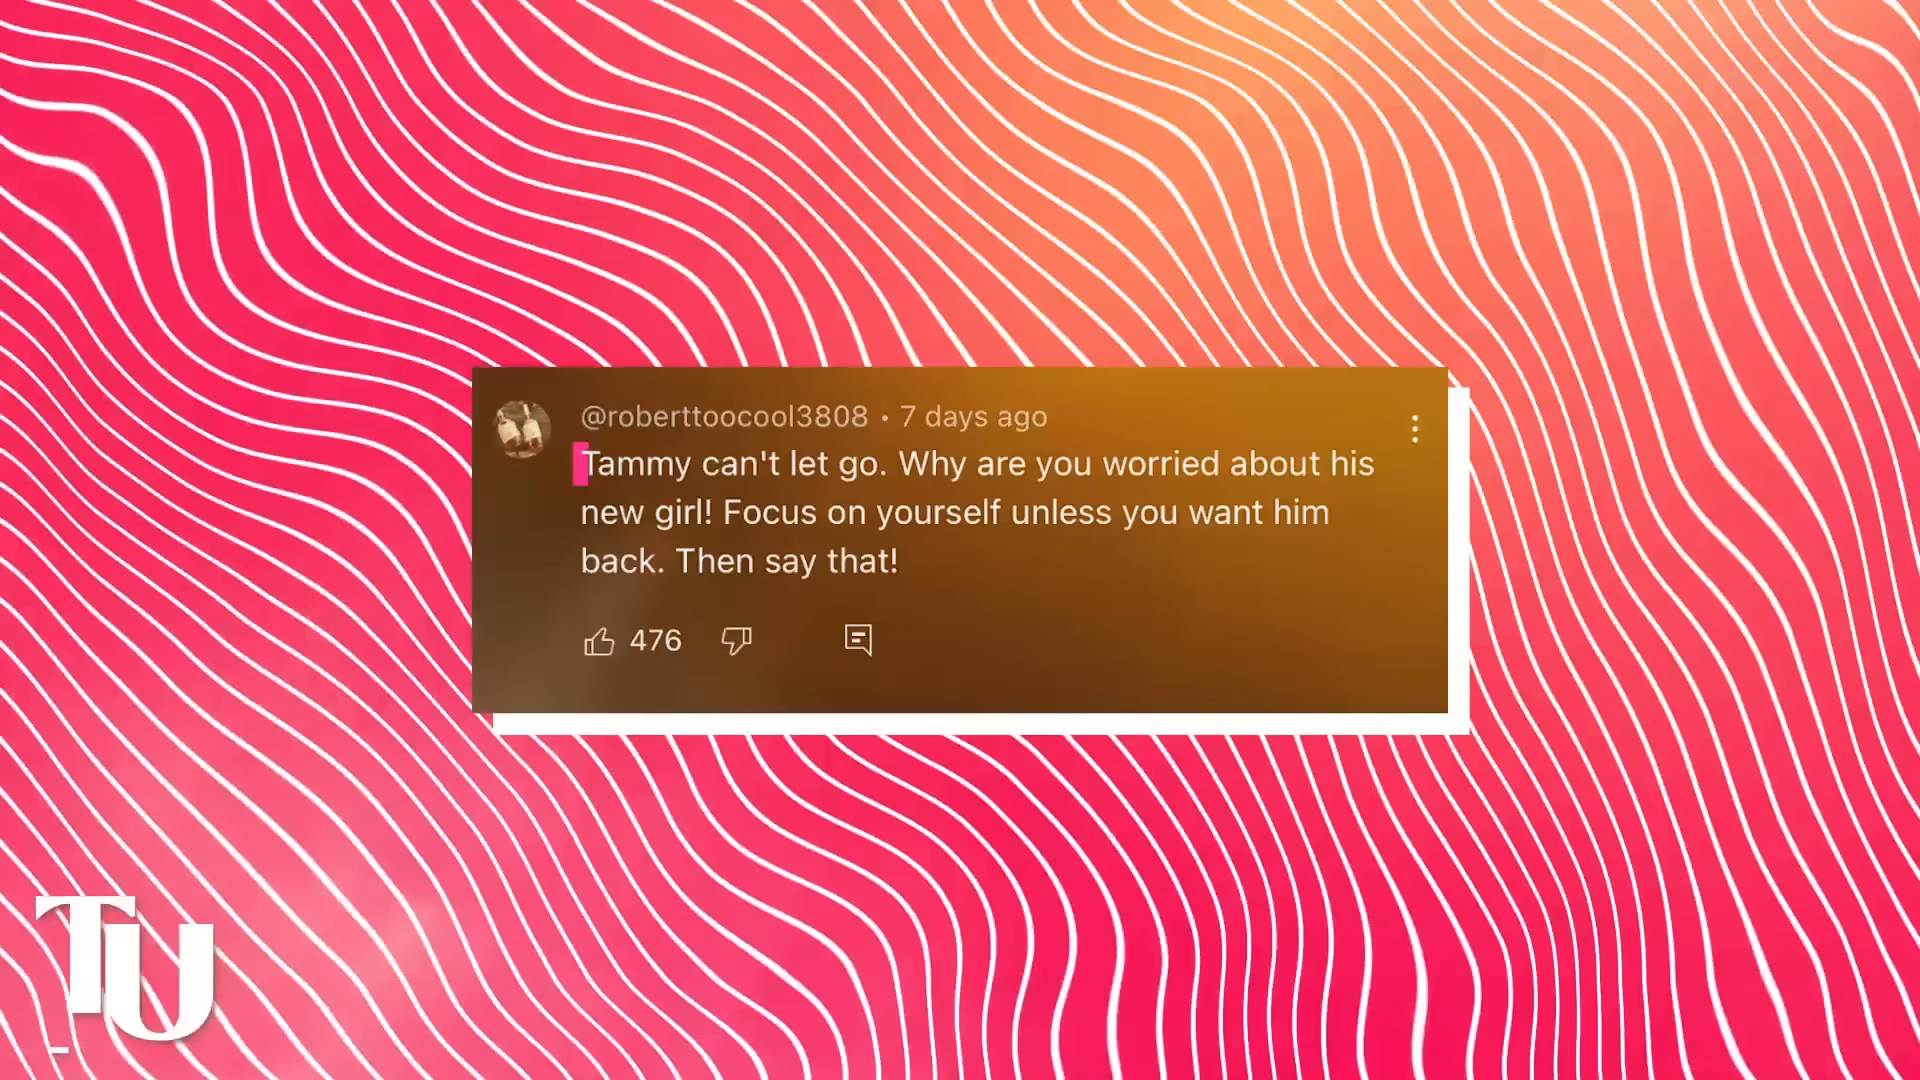 @roberttoocool3808 • 7 days ago
Tammy can't let go. Why are you worried about his
new girl! Focus on yourself unless you want him
back. Then say that!
476
TU